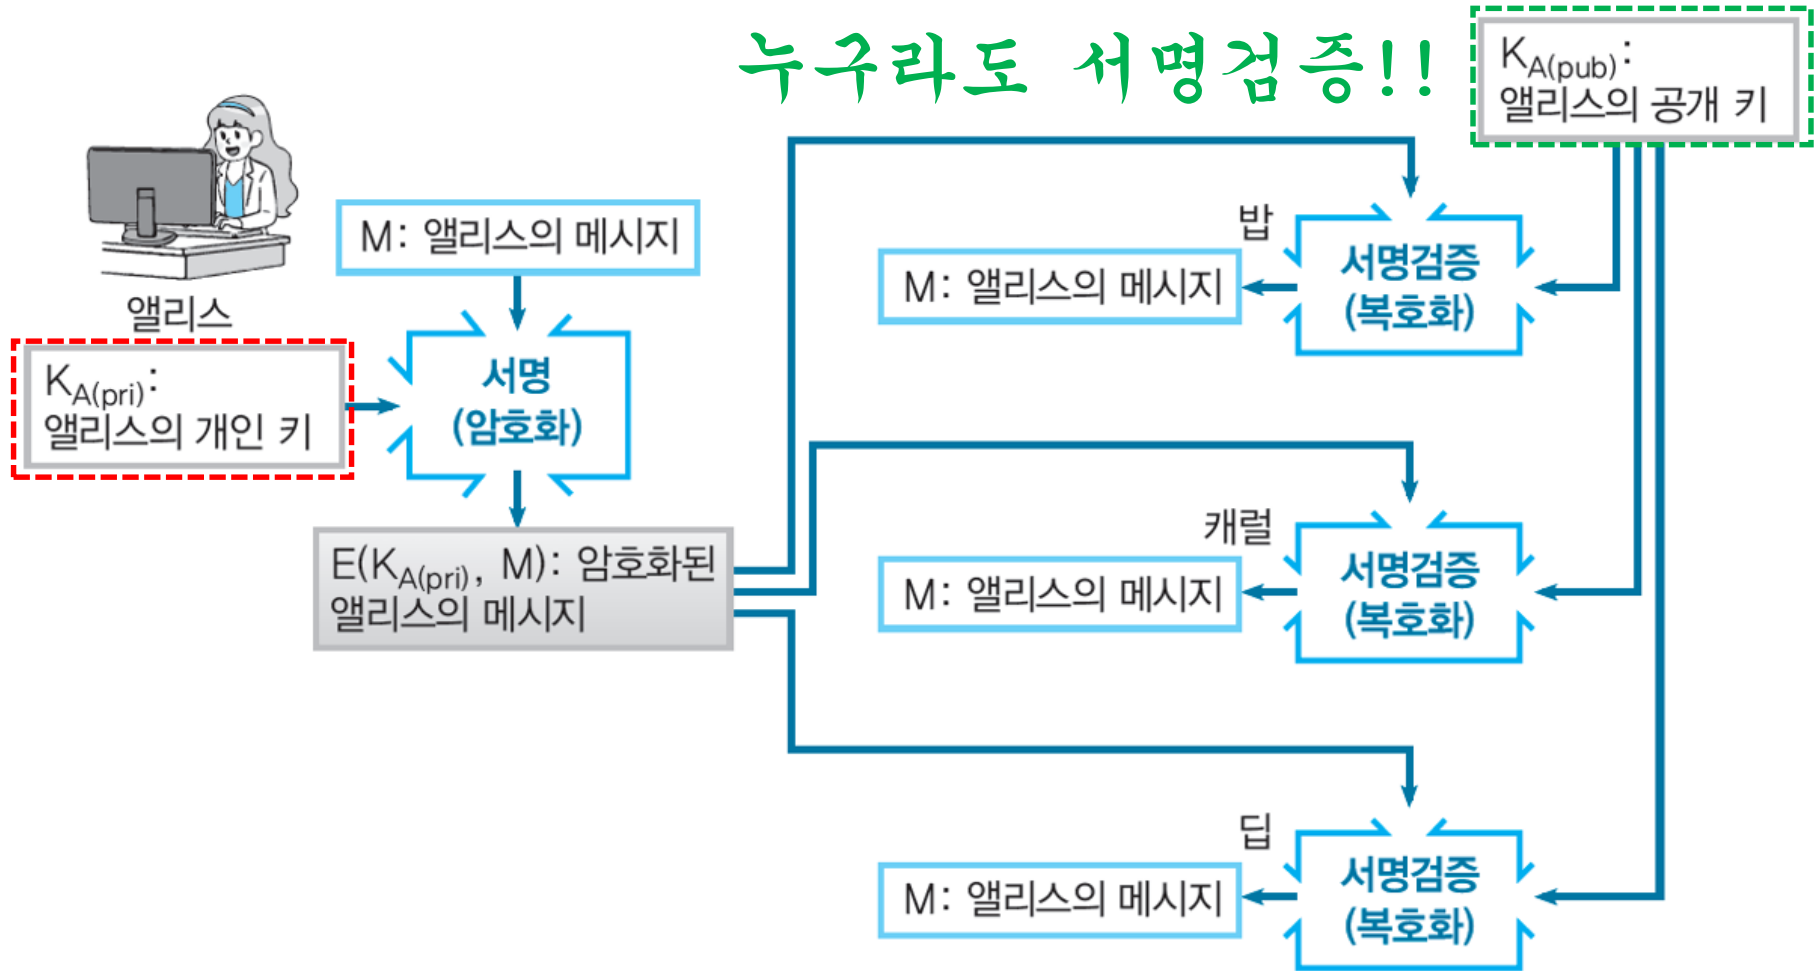 누구라도 서명검증!!
K_A(pub):
앨리스의 공개 키
앨리스
M: 앨리스의 메시지
K_A(pri):
앨리스의 개인 키
서명
(암호화)
E(K_A(pri), M): 암호화된
앨리스의 메시지
밥
서명검증
(복호화)
M: 앨리스의 메시지
캐럴
서명검증
(복호화)
M: 앨리스의 메시지
딥
서명검증
(복호화)
M: 앨리스의 메시지